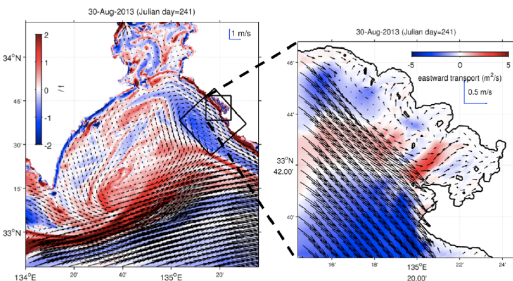 30-Aug-2013 (Julian day=241)
1 m/s
34°N
45'
30'
15'
33°N
2
1
0
-1
-2
/ f
134°E
20'
40'
135°E
20'
40'
30-Aug-2013 (Julian day=241)
-5
0
5
eastward transport (m²/s)
0.5 m/s
46'
44'
33°N
42.00'
40'
16'
18'
135°E
20.00'
22'
24'